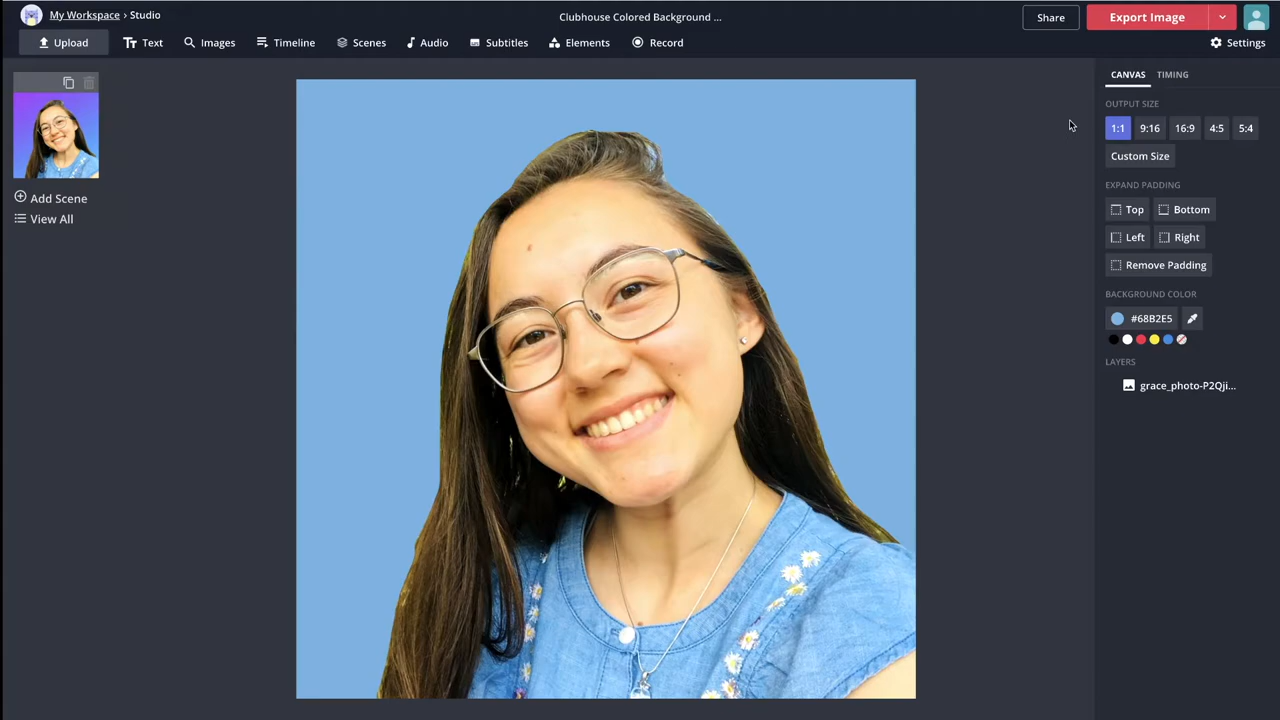 My Workspace › Studio
Clubhouse Colored Background ...
Share
Export Image
Upload
Text
Images
Timeline
Scenes
Audio
Subtitles
Elements
Record
Settings
Add Scene
View All
CANVAS
TIMING
OUTPUT SIZE
1:1
9:16
16:9
4:5
5:4
Custom Size
EXPAND PADDING
Top
Bottom
Left
Right
Remove Padding
BACKGROUND COLOR
#68B2E5
LAYERS
grace_photo-P2Qji...